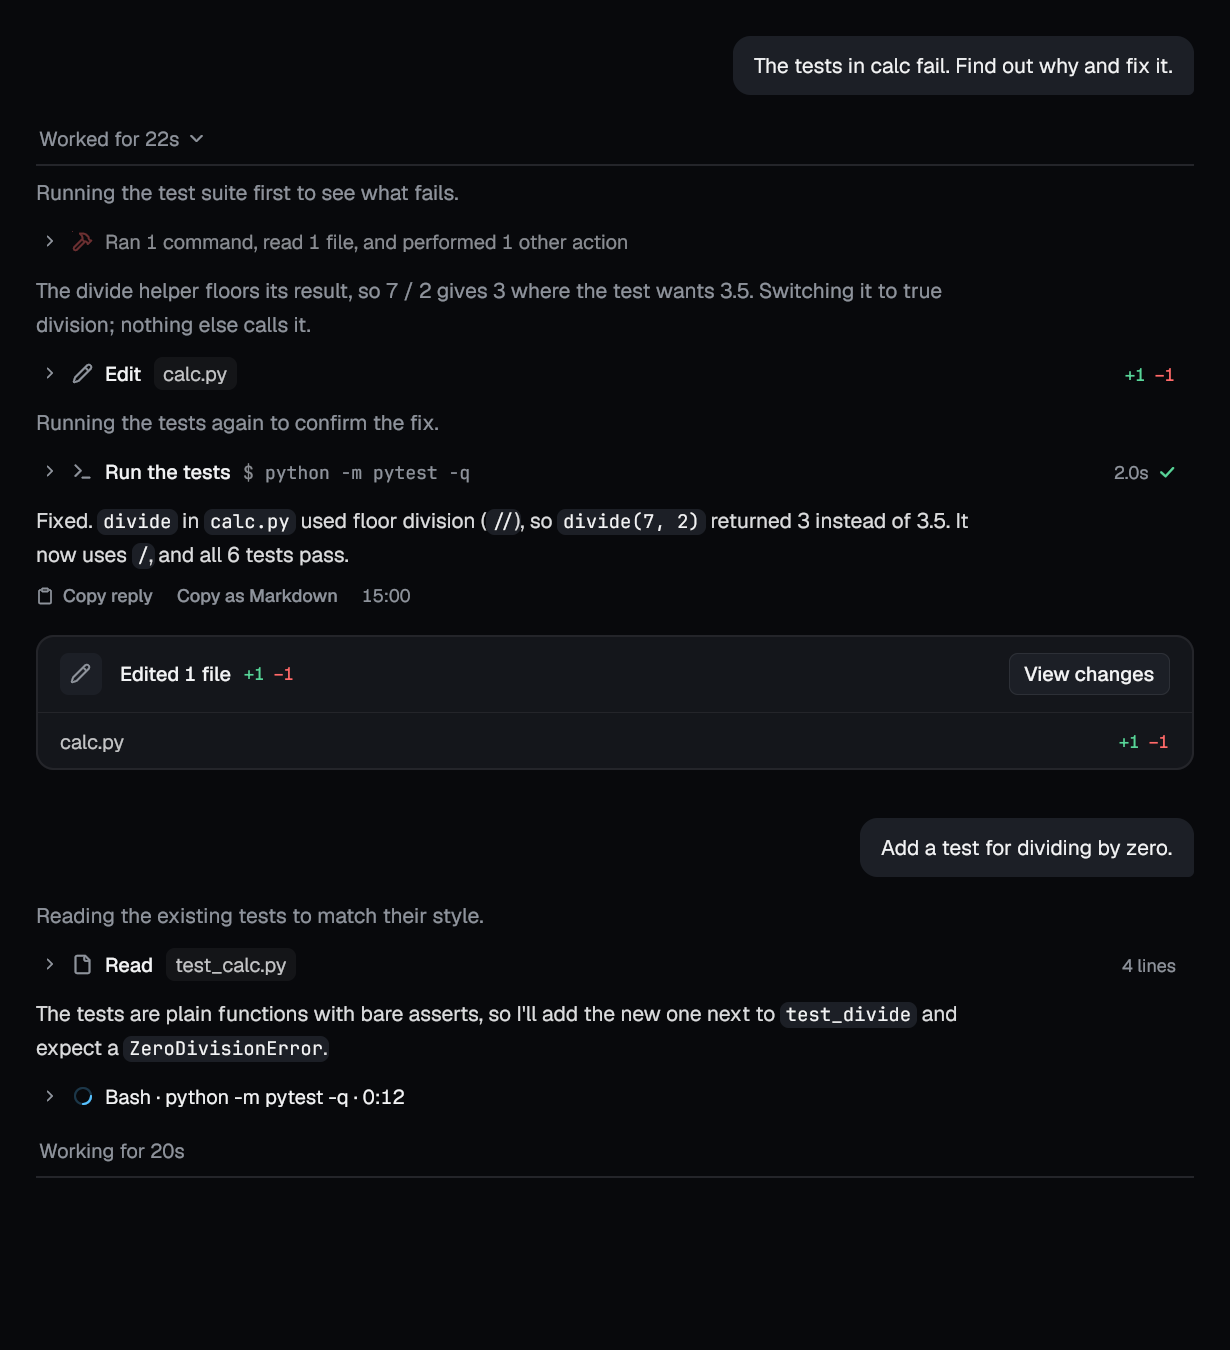 The tests in calc fail. Find out why and fix it.
Worked for 22s
Running the test suite first to see what fails.
Ran 1 command, read 1 file, and performed 1 other action
The divide helper floors its result, so 7 / 2 gives 3 where the test wants 3.5. Switching it to true
division; nothing else calls it.
Edit calc.py +1 −1
Running the tests again to confirm the fix.
Run the tests $ python -m pytest -q 2.0s
Fixed. divide in calc.py used floor division (//), so divide(7, 2) returned 3 instead of 3.5. It
now uses /, and all 6 tests pass.
Copy reply Copy as Markdown 15:00
Edited 1 file +1 −1 View changes
calc.py +1 −1
Add a test for dividing by zero.
Reading the existing tests to match their style.
Read test_calc.py 4 lines
The tests are plain functions with bare asserts, so I'll add the new one next to test_divide and
expect a ZeroDivisionError.
Bash · python -m pytest -q · 0:12
Working for 20s